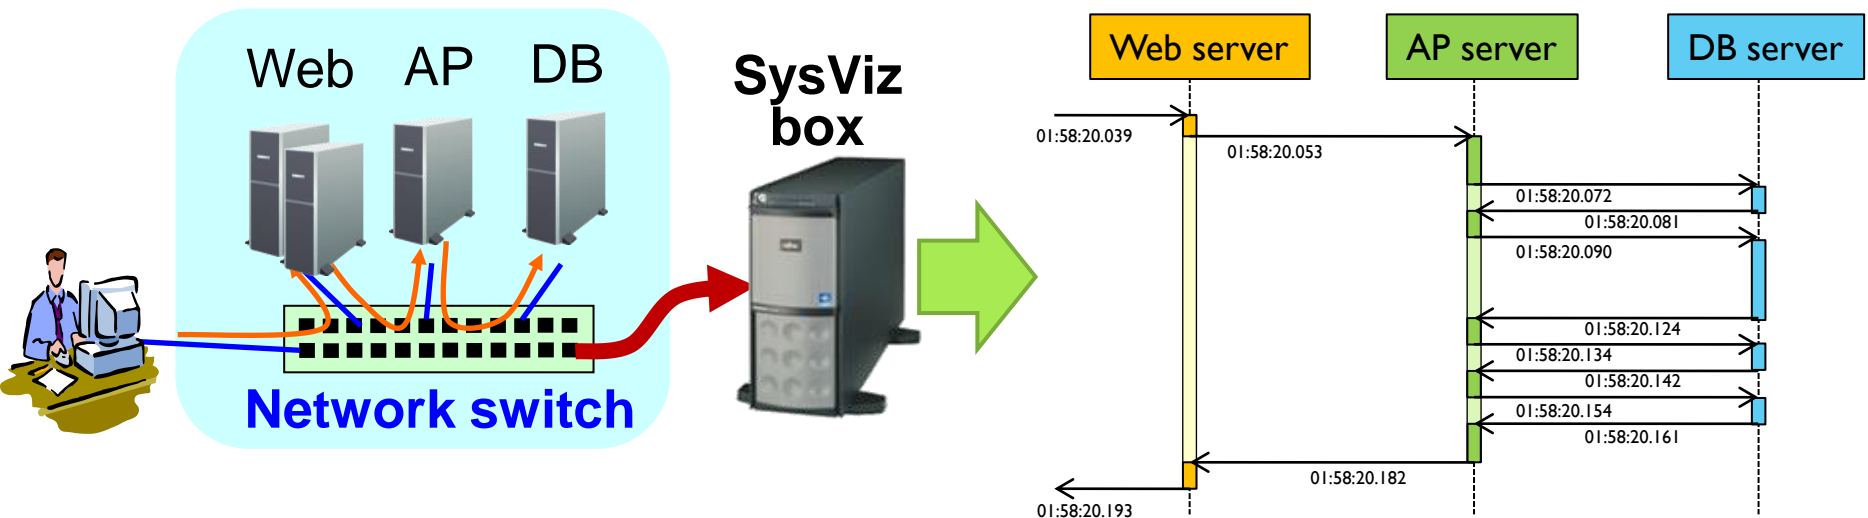 Web
AP
DB
Network switch
SysViz
box
Web server
AP server
DB server
01:58:20.039
01:58:20.053
01:58:20.072
01:58:20.081
01:58:20.090
01:58:20.124
01:58:20.134
01:58:20.142
01:58:20.154
01:58:20.161
01:58:20.182
01:58:20.193